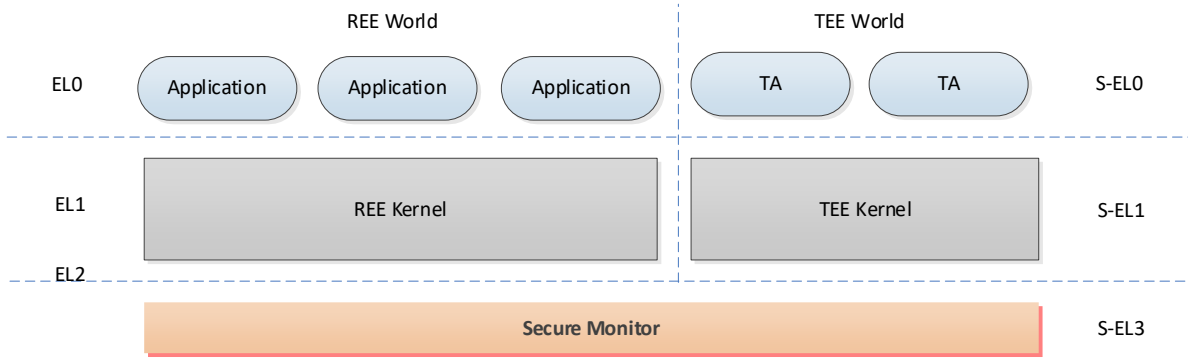 REE World TEE World
EL0 Application Application Application TA TA S-EL0
EL1 REE Kernel TEE Kernel S-EL1
EL2
Secure Monitor S-EL3